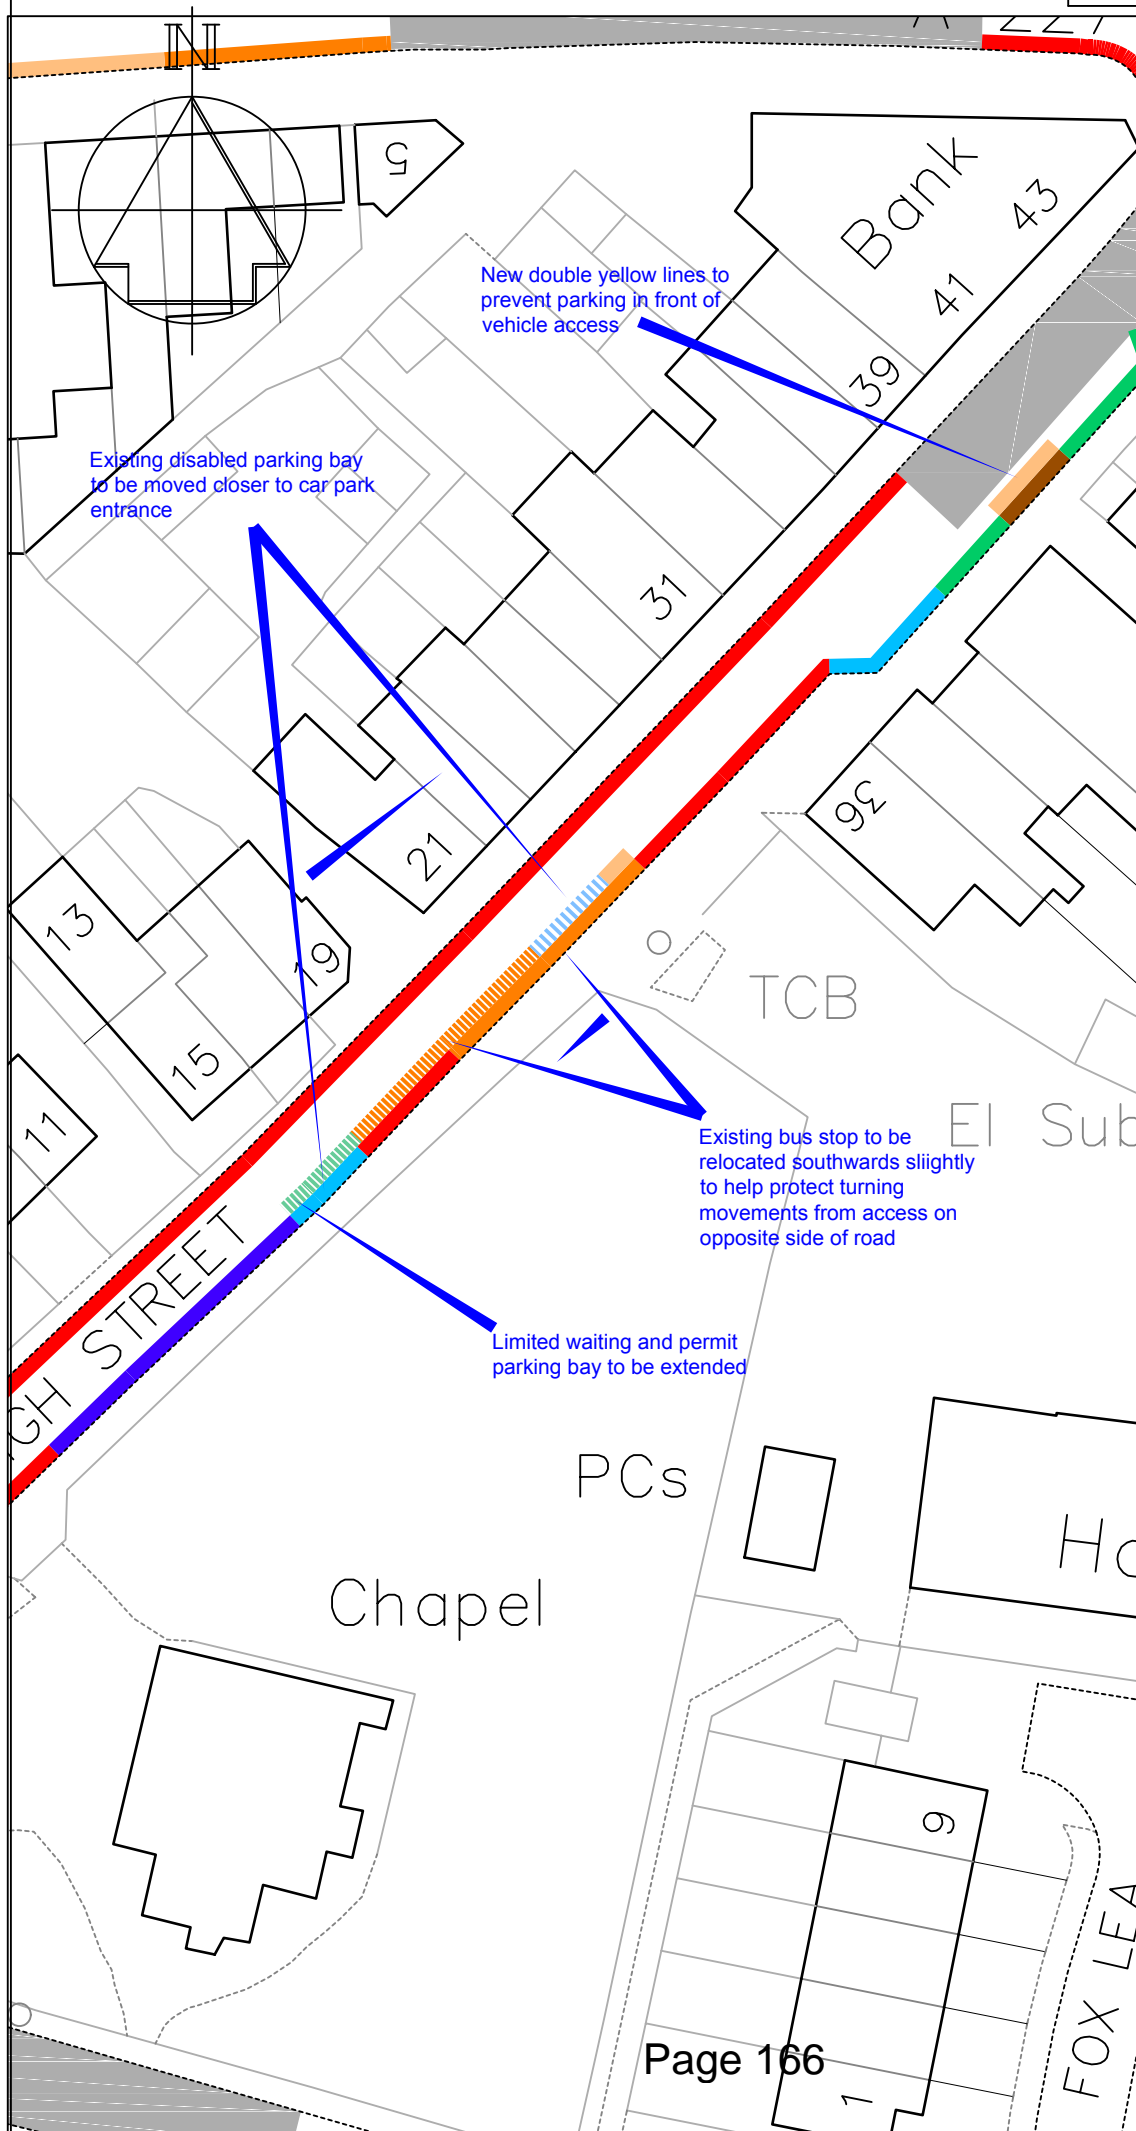 N
5
Bank
43
41
39
New double yellow lines to
prevent parking in front of
vehicle access
Existing disabled parking bay
to be moved closer to car park
entrance
31
36
21
13
19
15
11
TCB
El Sub
Existing bus stop to be
relocated southwards sliightly
to help protect turning
movements from access on
opposite side of road
IGH STREET
Limited waiting and permit
parking bay to be extended
PCs
Chapel
9
FOX LEA
1
Page 166